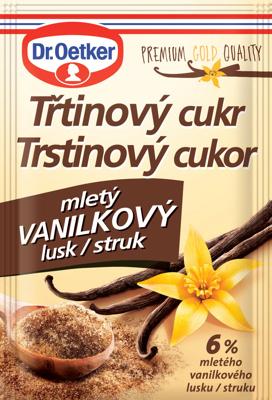 Dr.Oetker
PREMIUM GOLD QUALITY
Třtinový cukr
Trstinový cukor
mletý
VANILKOVÝ
lusk / struk
6%
mletého
vanilkového
lusku / struku